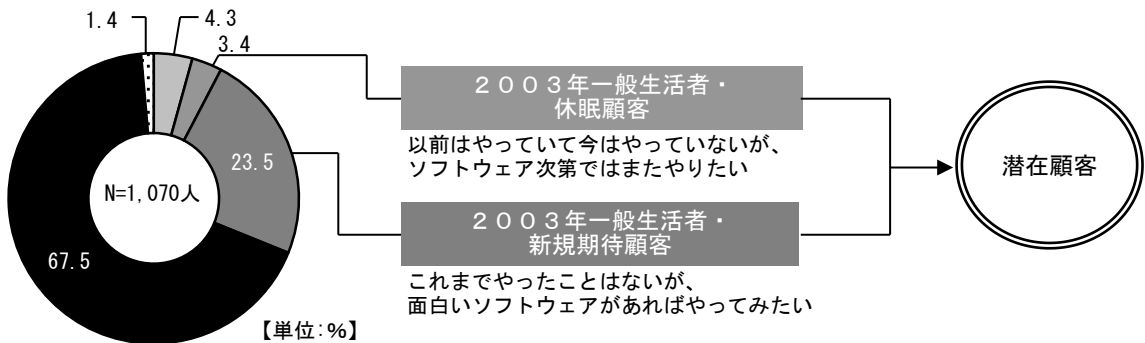 1.4
4.3
3.4
23.5
67.5
N=1,070人
【単位:%】
２００３年一般生活者・
休眠顧客
以前はやっていて今はやっていないが、
ソフトウェア次第ではまたやりたい
２００３年一般生活者・
新規期待顧客
これまでやったことはないが、
面白いソフトウェアがあればやってみたい
潜在顧客